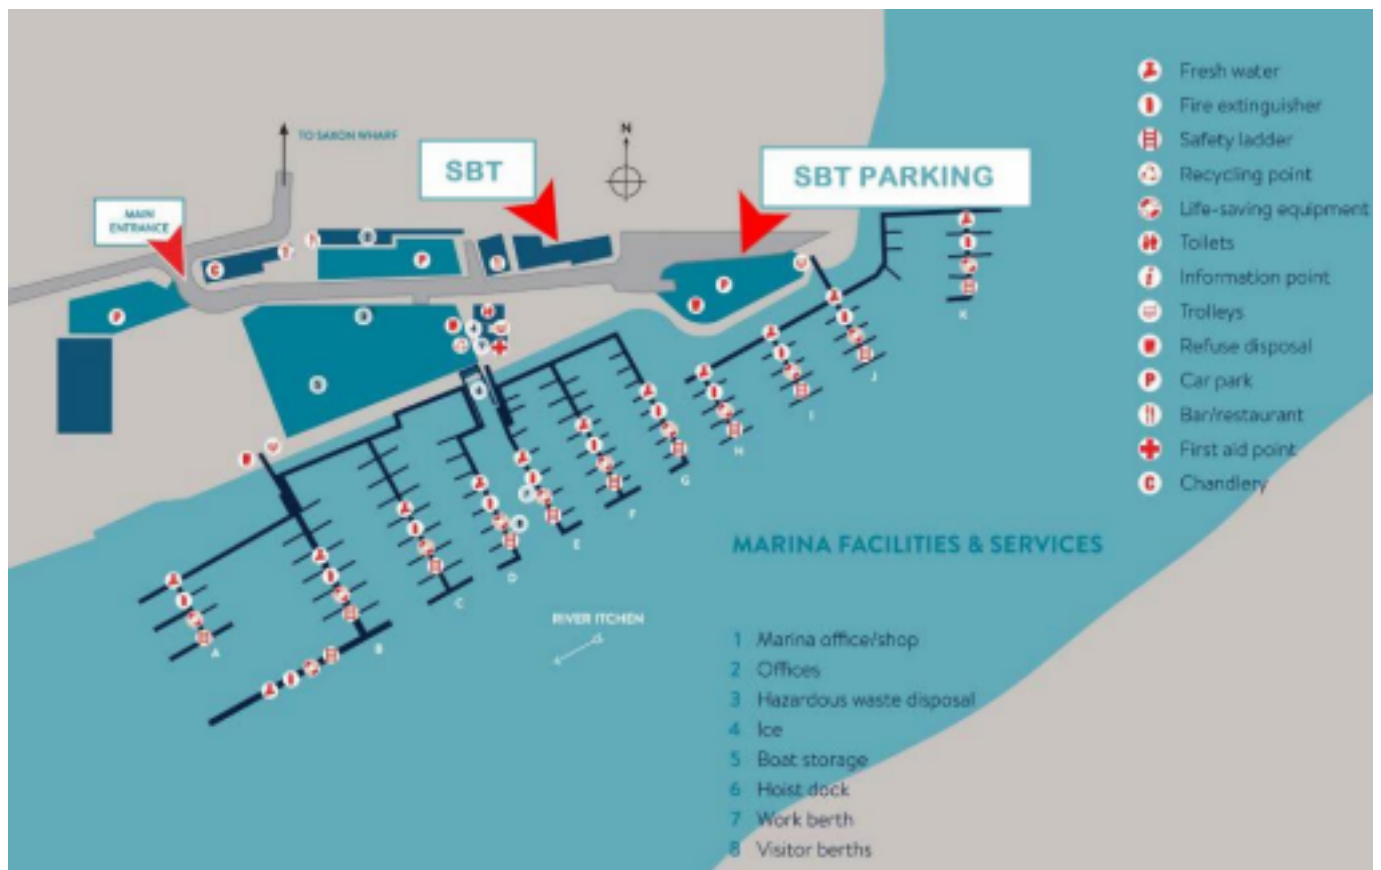 TO SAXON WHARF
N
SBT
SBT PARKING
MAIN
ENTRANCE
Fresh water
Fire extinguisher
Safety ladder
Recycling point
Life-saving equipment
Toilets
Information point
Trolleys
Refuse disposal
Car park
Bar/restaurant
First aid point
Chandlery
C
P
P
P
K
J
I
H
G
F
E
D
C
B
A
RIVER ITCHEN
MARINA FACILITIES & SERVICES
1 Marina office/shop
2 Offices
3 Hazardous waste disposal
4 Ice
5 Boat storage
6 Hoist dock
7 Work berth
8 Visitor berths